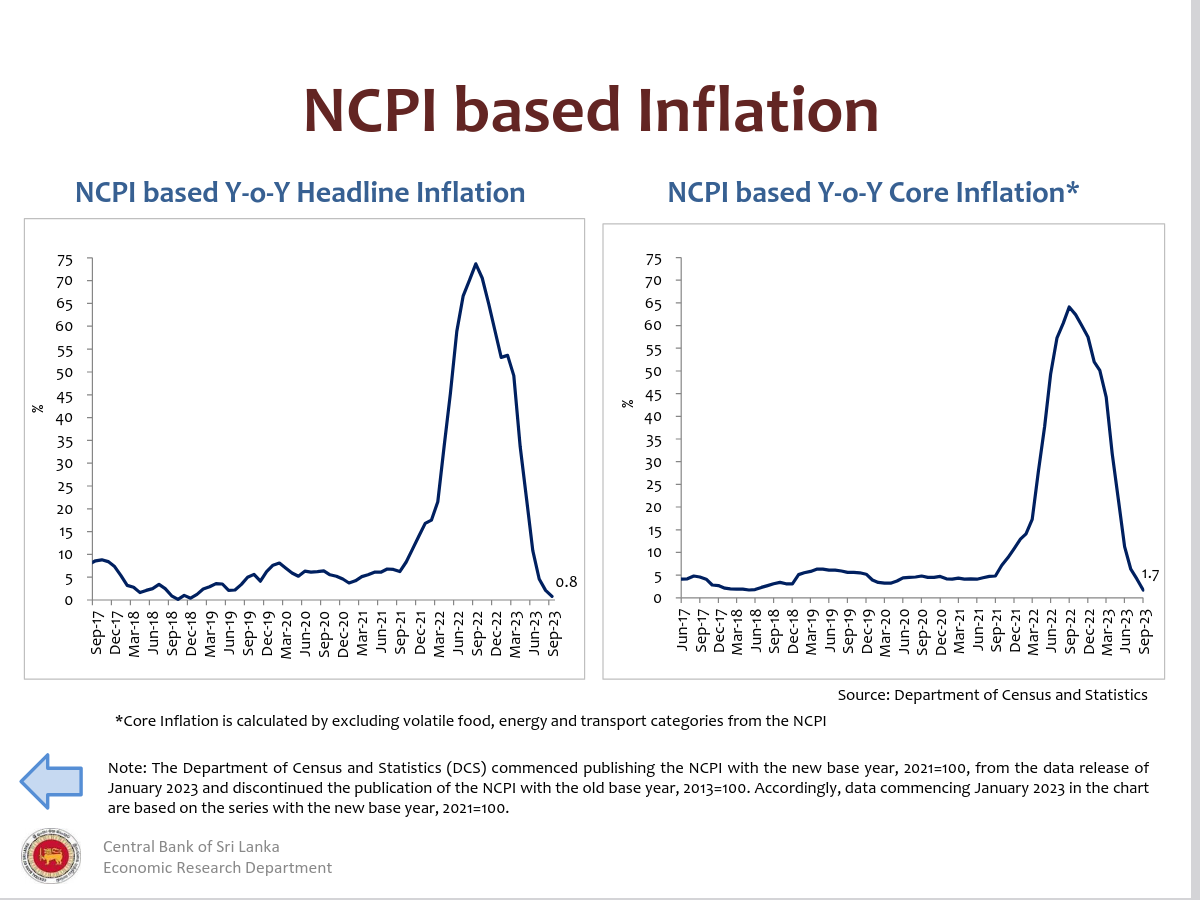 NCPI based Inflation
NCPI based Y-o-Y Headline Inflation
75
70
65
60
55
50
45
40
35
30
25
20
15
10
5
0
%
0.8
Sep-17
Dec-17
Mar-18
Jun-18
Sep-18
Dec-18
Mar-19
Jun-19
Sep-19
Dec-19
Mar-20
Jun-20
Sep-20
Dec-20
Mar-21
Jun-21
Sep-21
Dec-21
Mar-22
Jun-22
Sep-22
Dec-22
Mar-23
Jun-23
Sep-23
NCPI based Y-o-Y Core Inflation*
75
70
65
60
55
50
45
40
35
30
25
20
15
10
5
0
%
1.7
Jun-17
Sep-17
Dec-17
Mar-18
Jun-18
Sep-18
Dec-18
Mar-19
Jun-19
Sep-19
Dec-19
Mar-20
Jun-20
Sep-20
Dec-20
Mar-21
Jun-21
Sep-21
Dec-21
Mar-22
Jun-22
Sep-22
Dec-22
Mar-23
Jun-23
Sep-23
Source: Department of Census and Statistics
*Core Inflation is calculated by excluding volatile food, energy and transport categories from the NCPI
Note: The Department of Census and Statistics (DCS) commenced publishing the NCPI with the new base year, 2021=100, from the data release of
January 2023 and discontinued the publication of the NCPI with the old base year, 2013=100. Accordingly, data commencing January 2023 in the chart
are based on the series with the new base year, 2021=100.
Central Bank of Sri Lanka
Economic Research Department